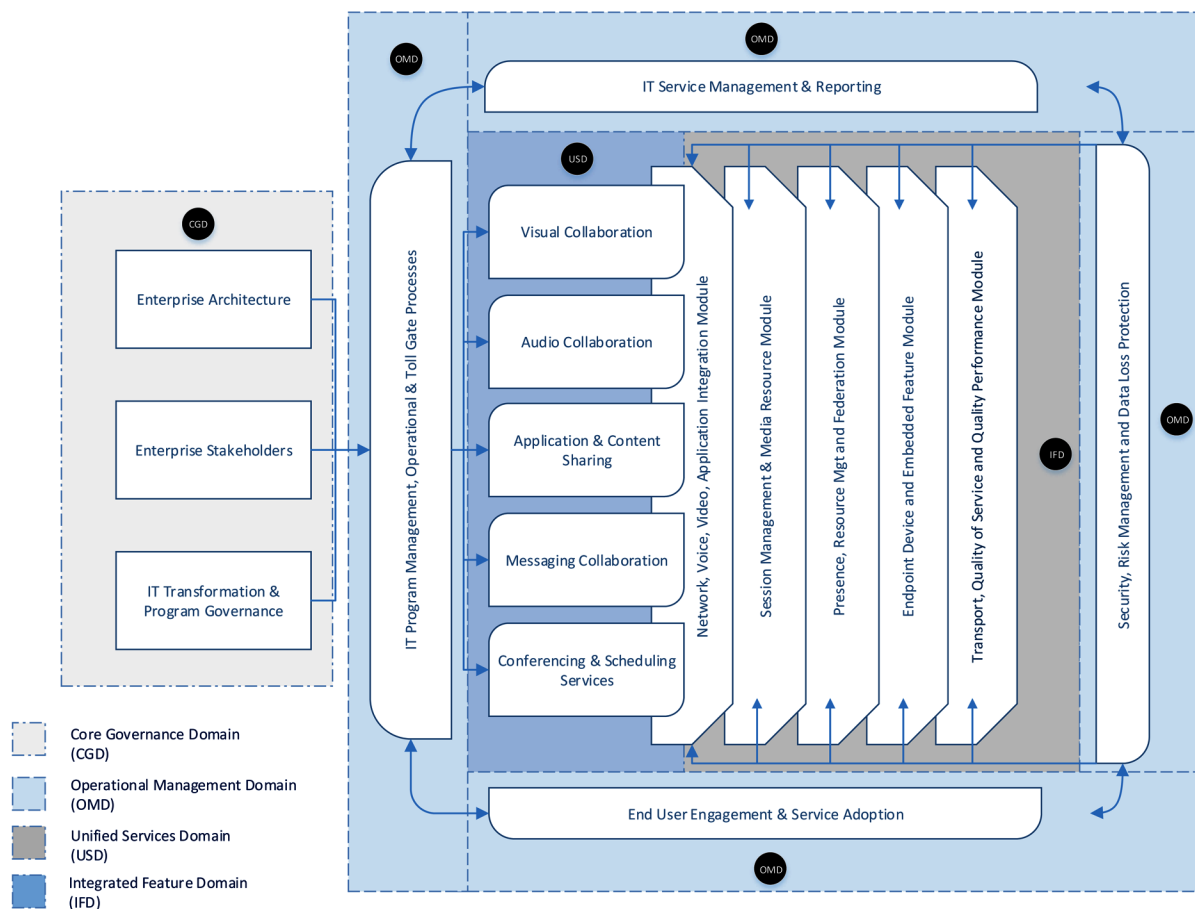 OMD
OMD
IT Service Management & Reporting
USD
CGD
Enterprise Architecture
Enterprise Stakeholders
IT Transformation &
Program Governance
IT Program Management, Operational & Toll Gate Processes
Visual Collaboration
Audio Collaboration
Application & Content
Sharing
Messaging Collaboration
Conferencing & Scheduling
Services
Network, Voice, Video, Application Integration Module
Session Management & Media Resource Module
Presence, Resource Mgt and Federation Module
Endpoint Device and Embedded Feature Module
Transport, Quality of Service and Quality Performance Module
IFD
Security, Risk Management and Data Loss Protection
OMD
End User Engagement & Service Adoption
OMD
Core Governance Domain
(CGD)
Operational Management Domain
(OMD)
Unified Services Domain
(USD)
Integrated Feature Domain
(IFD)